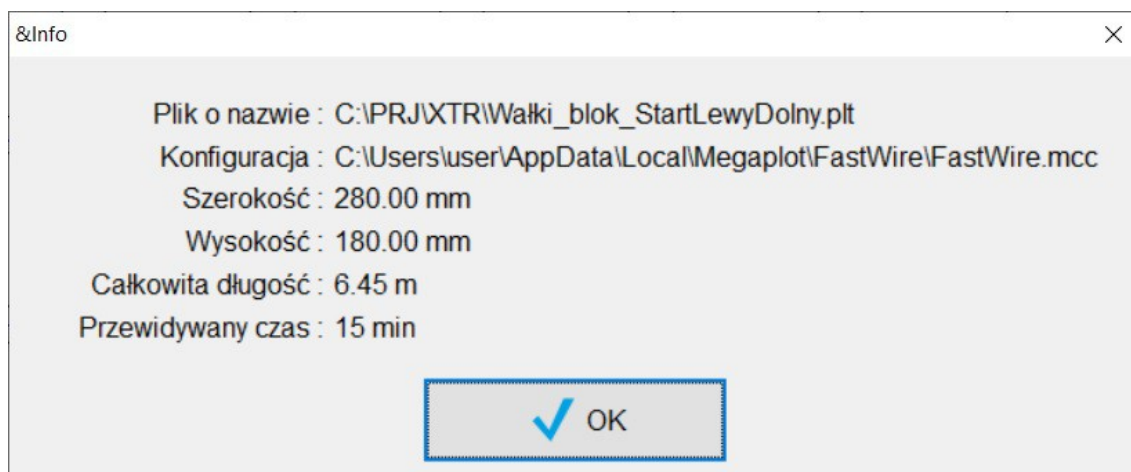 &Info
Plik o nazwie : C:\PRJ\XTR\Wałki_blok_StartLewyDolny.plt
Konfiguracja : C:\Users\user\AppData\Local\Megaplot\FastWire\FastWire.mcc
Szerokość : 280.00 mm
Wysokość : 180.00 mm
Całkowita długość : 6.45 m
Przewidywany czas : 15 min
OK